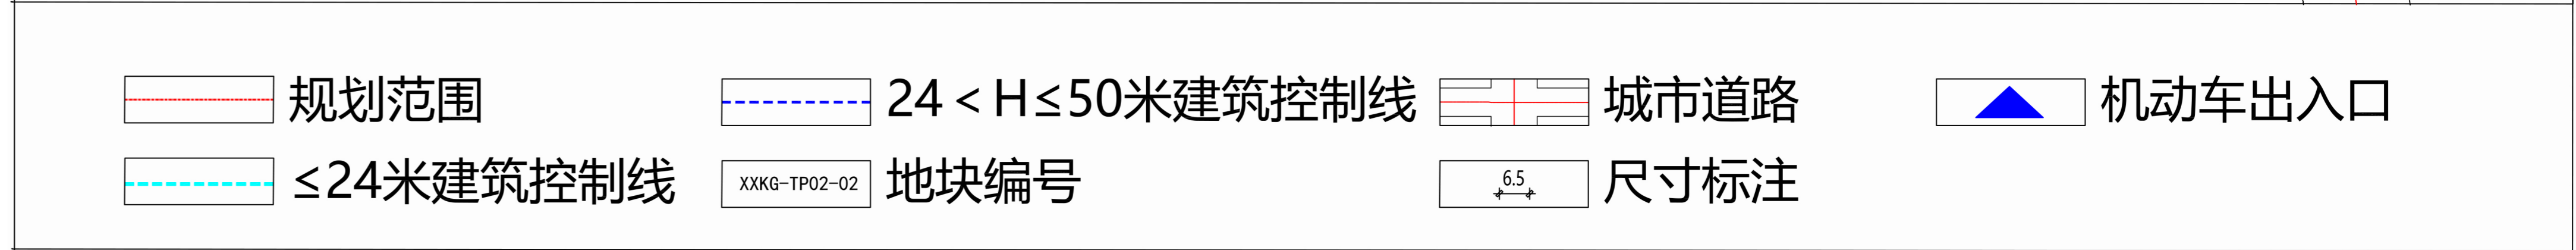 规划范围 24<H≤50米建筑控制线 城市道路 机动车出入口
≤24米建筑控制线 XXKG-TP02-02 地块编号 6.5 尺寸标注